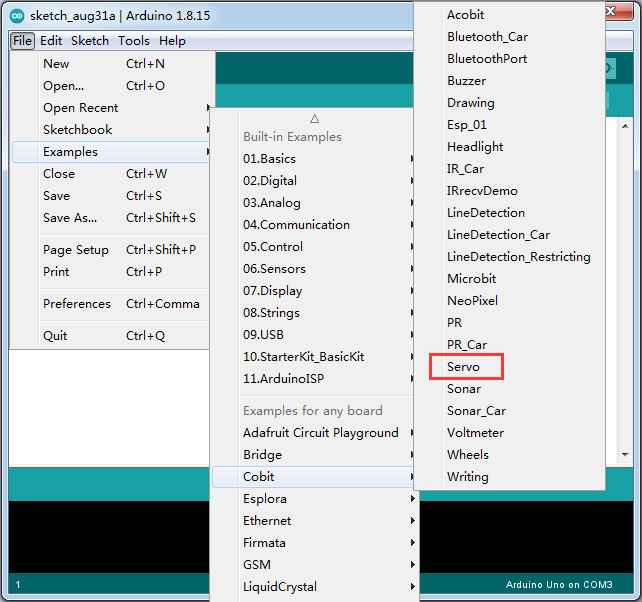 sketch_aug31a | Arduino 1.8.15
File Edit Sketch Tools Help
New Ctrl+N
Open... Ctrl+O
Open Recent
Sketchbook
Examples
Close Ctrl+W
Save Ctrl+S
Save As... Ctrl+Shift+S
Page Setup Ctrl+Shift+P
Print Ctrl+P
Preferences Ctrl+Comma
Quit Ctrl+Q
Built-in Examples
01.Basics
02.Digital
03.Analog
04.Communication
05.Control
06.Sensors
07.Display
08.Strings
09.USB
10.StarterKit_BasicKit
11.ArduinoISP
Examples for any board
Adafruit Circuit Playground
Bridge
Cobit
Esplora
Ethernet
Firmata
GSM
LiquidCrystal
Acobit
Bluetooth_Car
BluetoothPort
Buzzer
Drawing
Esp_01
Headlight
IR_Car
IRrecvDemo
LineDetection
LineDetection_Car
LineDetection_Restricting
Microbit
NeoPixel
PR
PR_Car
Servo
Sonar
Sonar_Car
Voltmeter
Wheels
Writing
1
Arduino Uno on COM3